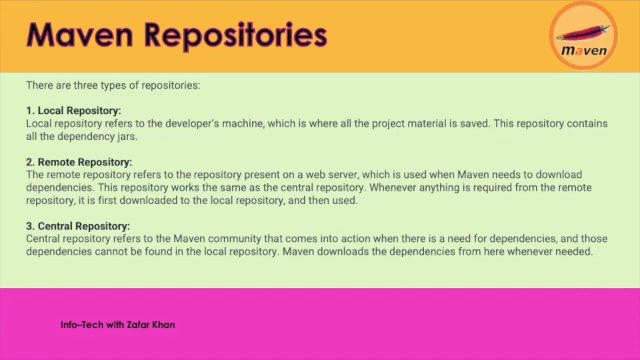 Maven Repositories
maven
There are three types of repositories:
1. Local Repository:
Local repository refers to the developer's machine, which is where all the project material is saved. This repository contains
all the dependency jars.
2. Remote Repository:
The remote repository refers to the repository present on a web server, which is used when Maven needs to download
dependencies. This repository works the same as the central repository. Whenever anything is required from the remote
repository, it is first downloaded to the local repository, and then used.
3. Central Repository:
Central repository refers to the Maven community that comes into action when there is a need for dependencies, and those
dependencies cannot be found in the local repository. Maven downloads the dependencies from here whenever needed.
Info–Tech with Zafar Khan